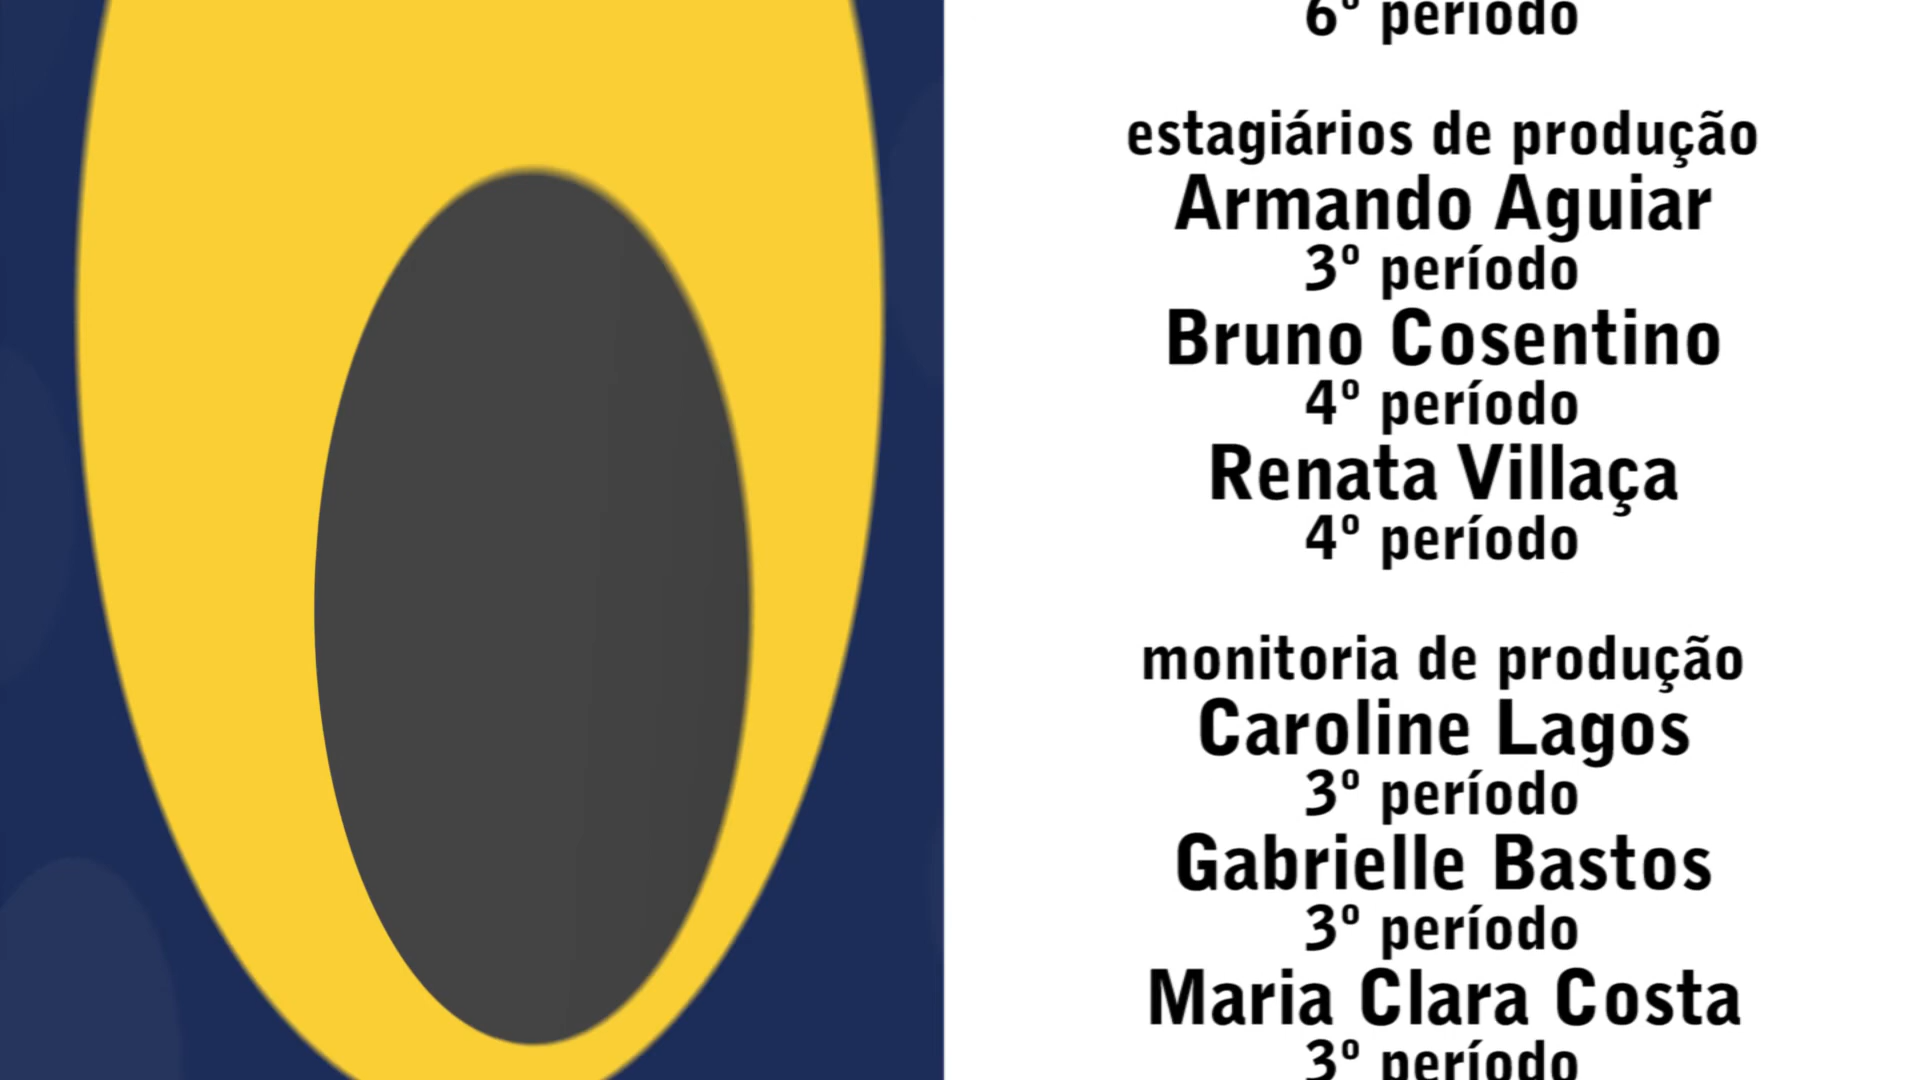 6º período
estagiários de produção
Armando Aguiar
3º período
Bruno Cosentino
4º período
Renata Villaça
4º período
monitoria de produção
Caroline Lagos
3º período
Gabrielle Bastos
3º período
Maria Clara Costa
3º período